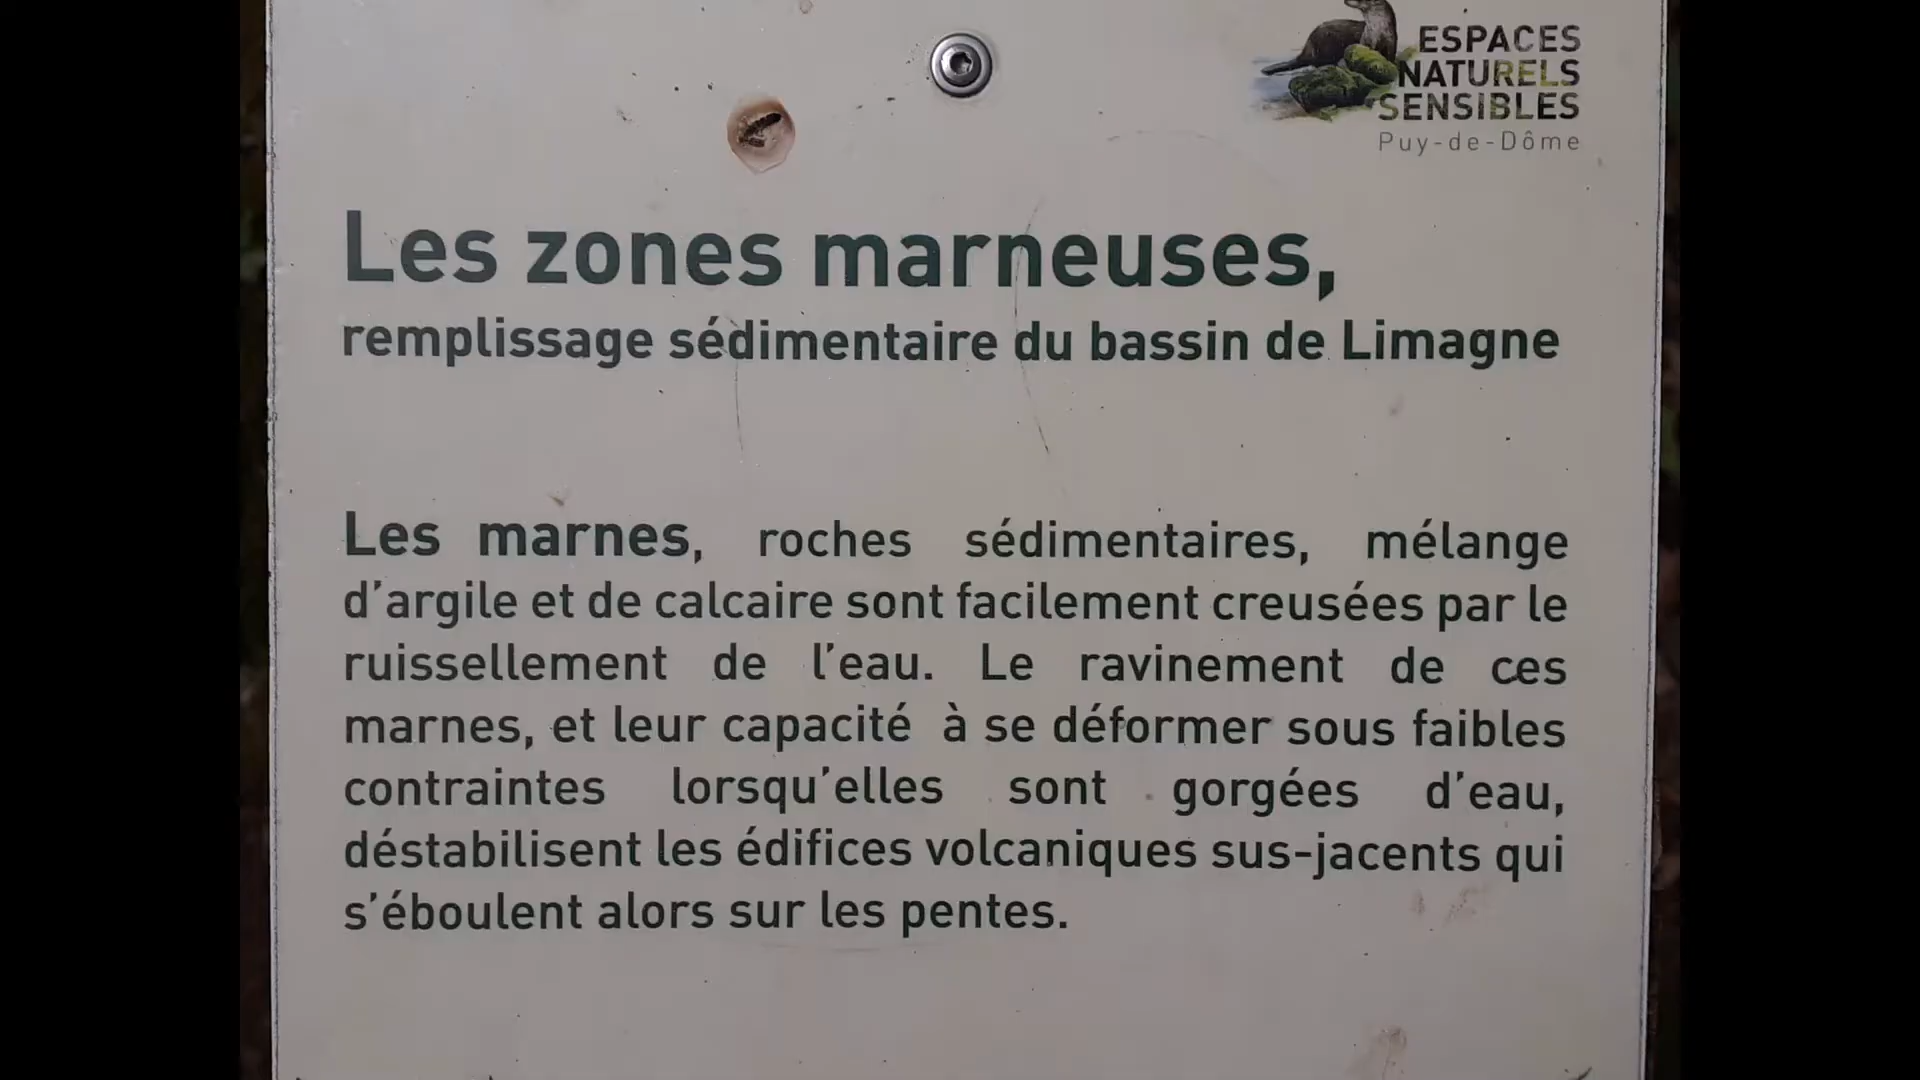 ESPACES
NATURELS
SENSIBLES
Puy-de-Dôme
Les zones marneuses,
remplissage sédimentaire du bassin de Limagne
Les marnes, roches sédimentaires, mélange
d'argile et de calcaire sont facilement creusées par le
ruissellement de l'eau. Le ravinement de ces
marnes, et leur capacité à se déformer sous faibles
contraintes lorsqu'elles sont gorgées d'eau,
déstabilisent les édifices volcaniques sus-jacents qui
s'éboulent alors sur les pentes.